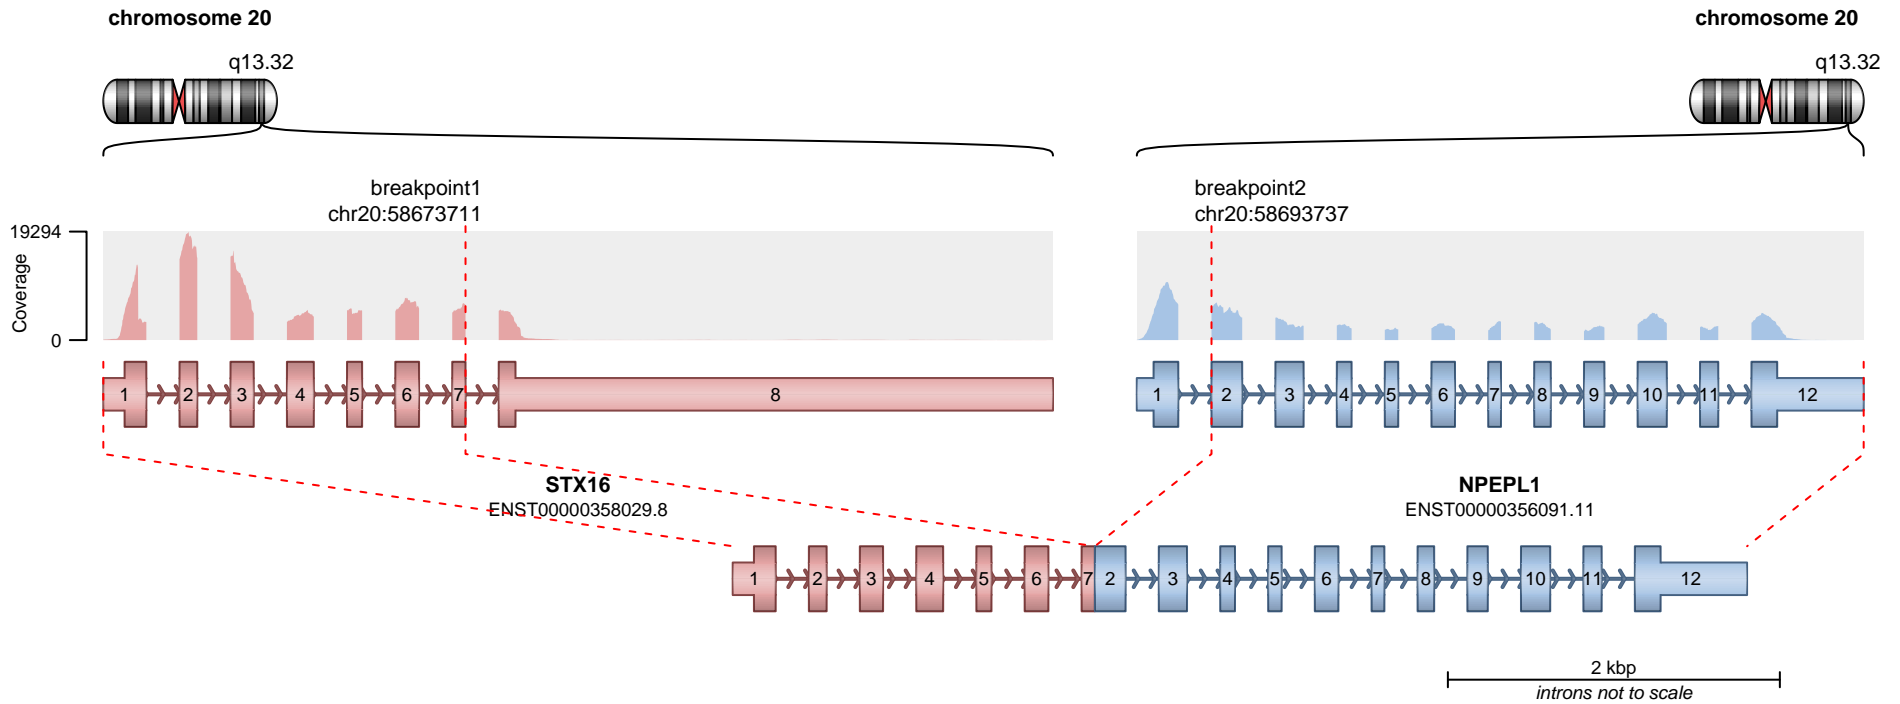 chromosome 20
chromosome 20
q13.32
q13.32
breakpoint1
chr20:58673711
breakpoint2
chr20:58693737
19294
Coverage
0
1 2 3 4 5 6 7 8
1 2 3 4 5 6 7 8 9 10 11 12
STX16
ENST00000358029.8
NPEPL1
ENST00000356091.11
1 2 3 4 5 6 7 2 3 4 5 6 7 8 9 10 11 12
2 kbp
introns not to scale